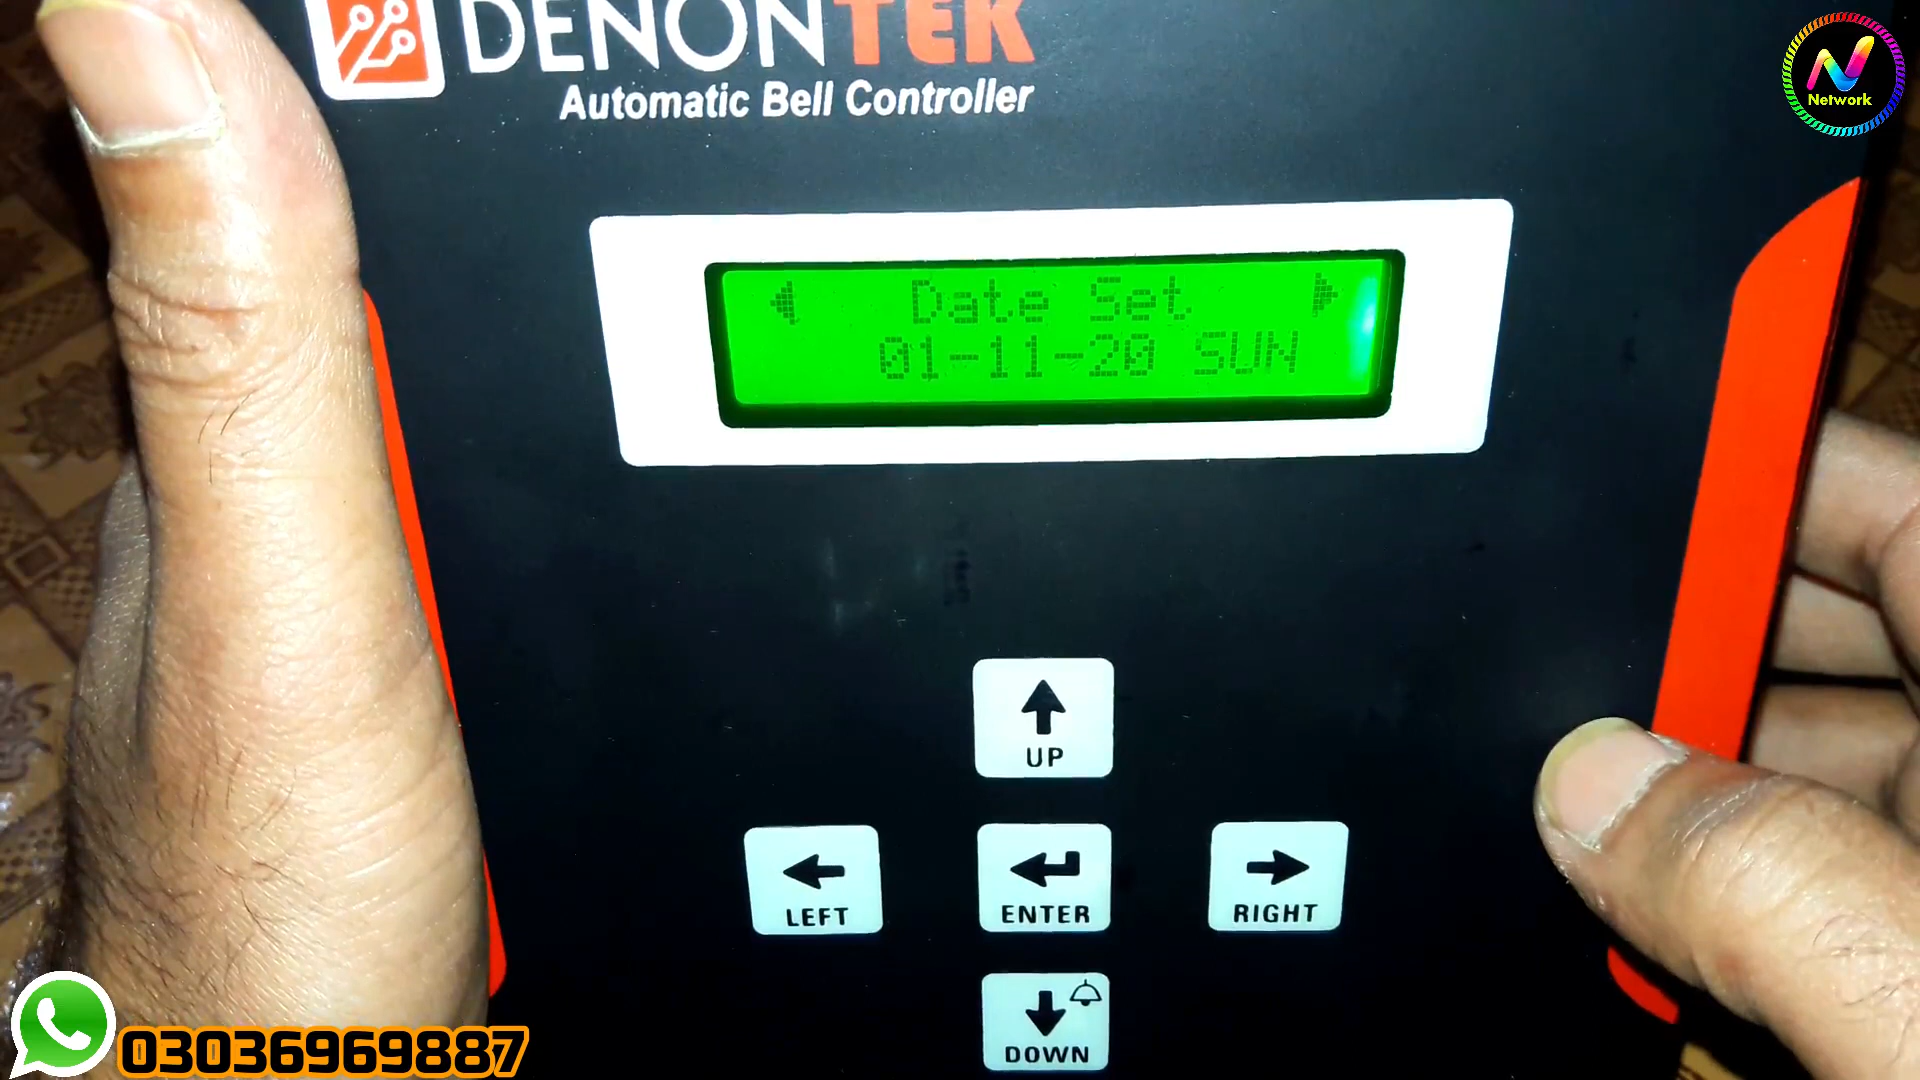 DENONTEK
Automatic Bell Controller
Network
Date Set
01-11-20 SUN
UP
LEFT
ENTER
RIGHT
DOWN
03036969887